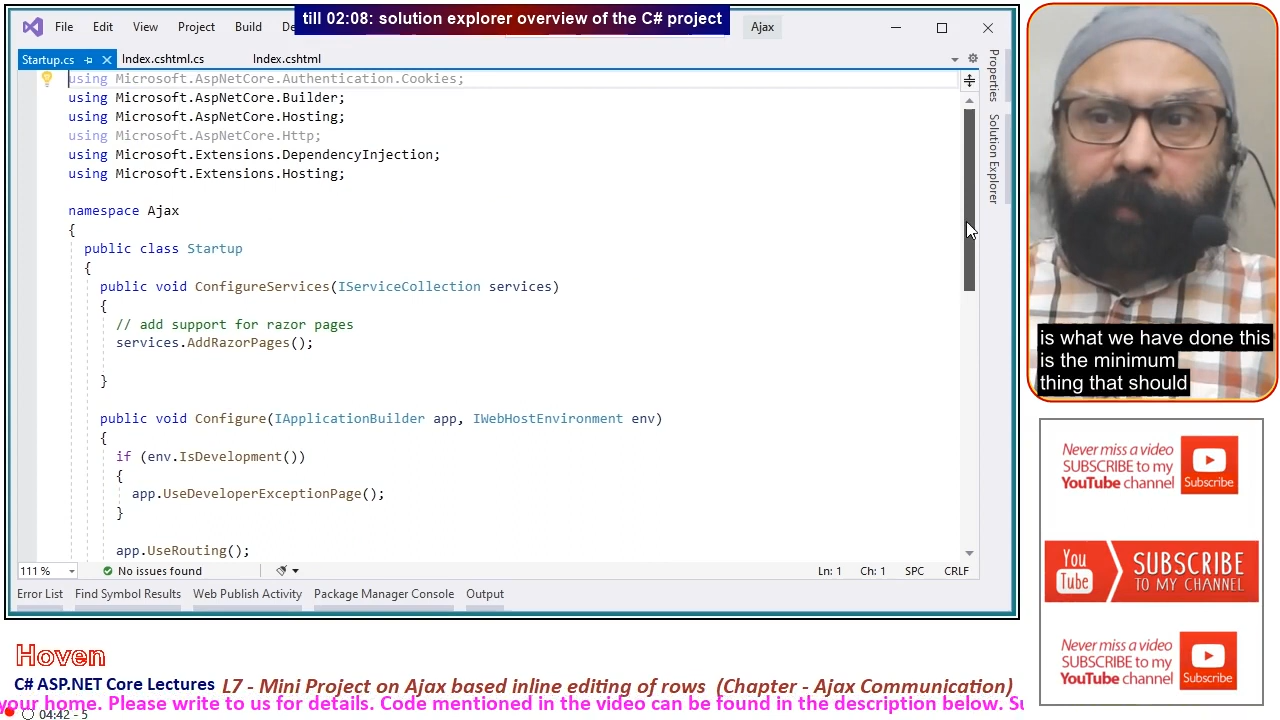 till 02:08: solution explorer overview of the C# project
File Edit View Project Build De
Ajax
Startup.cs Index.cshtml.cs Index.cshtml
using Microsoft.AspNetCore.Authentication.Cookies;
using Microsoft.AspNetCore.Builder;
using Microsoft.AspNetCore.Hosting;
using Microsoft.AspNetCore.Http;
using Microsoft.Extensions.DependencyInjection;
using Microsoft.Extensions.Hosting;
namespace Ajax
{
public class Startup
{
public void ConfigureServices(IServiceCollection services)
{
// add support for razor pages
services.AddRazorPages();
}
public void Configure(IApplicationBuilder app, IWebHostEnvironment env)
{
if (env.IsDevelopment())
{
app.UseDeveloperExceptionPage();
}
app.UseRouting();
111 % No issues found Ln: 1 Ch: 1 SPC CRLF
Error List Find Symbol Results Web Publish Activity Package Manager Console Output
Properties
Solution Explorer
is what we have done this
is the minimum
thing that should
Never miss a video
SUBSCRIBE to my
YouTube channel
Subscribe
You
Tube
SUBSCRIBE
TO MY CHANNEL
Never miss a video
SUBSCRIBE to my
YouTube channel
Subscribe
Hoven
C# ASP.NET Core Lectures L7 - Mini Project on Ajax based inline editing of rows (Chapter - Ajax Communication)
your home. Please write to us for details. Code mentioned in the video can be found in the description below. Su
04:42 - 5